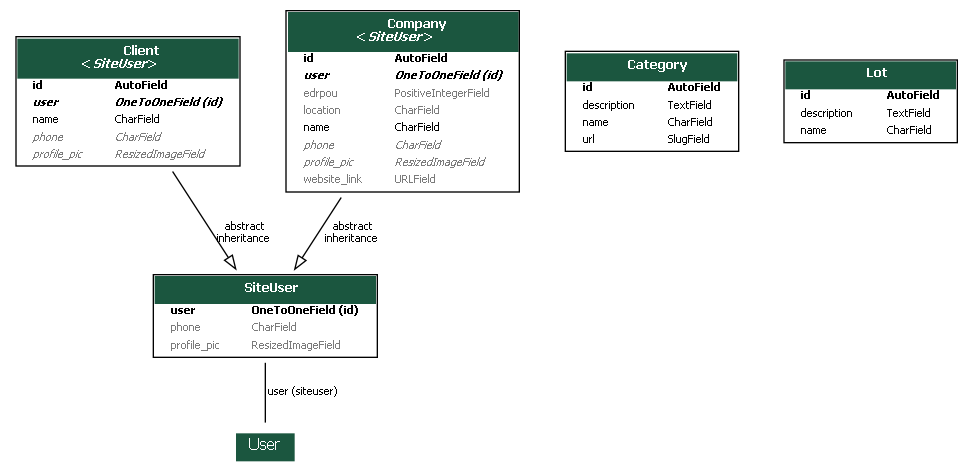 Client
<SiteUser>
id AutoField
user OneToOneField (id)
name CharField
phone CharField
profile_pic ResizedImageField
Company
<SiteUser>
id AutoField
user OneToOneField (id)
edrpou PositiveIntegerField
location CharField
name CharField
phone CharField
profile_pic ResizedImageField
website_link URLField
Category
id AutoField
description TextField
name CharField
url SlugField
Lot
id AutoField
description TextField
name CharField
abstract
inheritance
abstract
inheritance
SiteUser
user OneToOneField (id)
phone CharField
profile_pic ResizedImageField
user (siteuser)
User